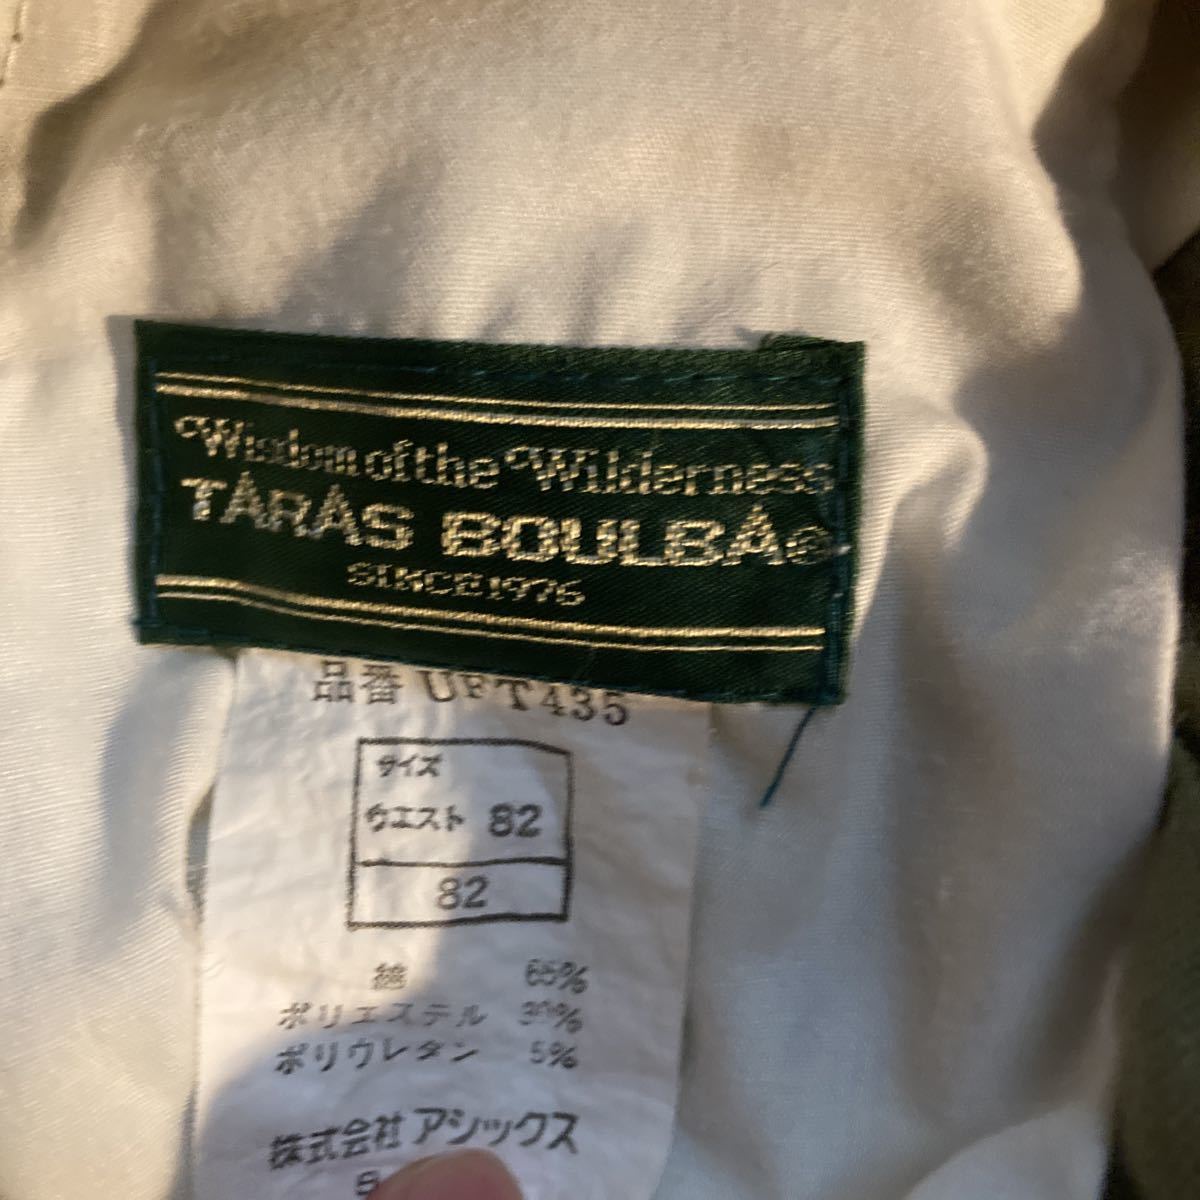 Wisdom of the Wilderness
TARAS BOULBA®
SINCE 1976
品番 UFT435
サイズ
ウエスト 82
82
綿 65%
ポリエステル 30%
ポリウレタン 5%
株式会社アシックス